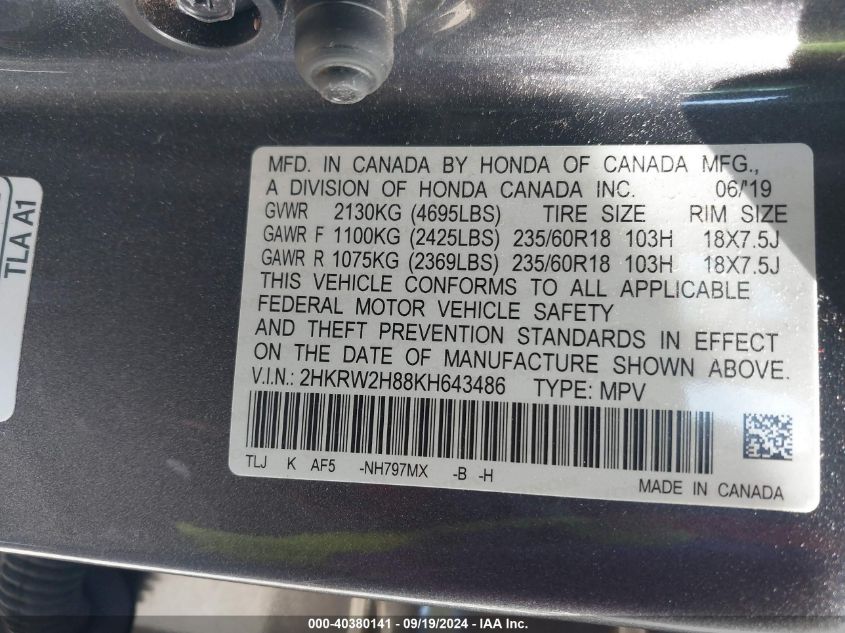 MFD. IN CANADA BY HONDA OF CANADA MFG.,
A DIVISION OF HONDA CANADA INC. 06/'19
GVWR 2130KG (4695LBS) TIRE SIZE RIM SIZE
GAWR F 1100KG (2425LBS) 235/60R18 103H 18X7.5J
GAWR R 1075KG (2369LBS) 235/60R18 103H 18X7.5J
THIS VEHICLE CONFORMS TO ALL APPLICABLE
FEDERAL MOTOR VEHICLE SAFETY
AND THEFT PREVENTION STANDARDS IN EFFECT
ON THE DATE OF MANUFACTURE SHOWN ABOVE.
V.I.N.: 2HKRW2H88KH643486 TYPE: MPV
TLJ K AF5 -NH797MX -B -H
MADE IN CANADA
TLA A1
000-40380141 - 09/19/2024 - IAA Inc.